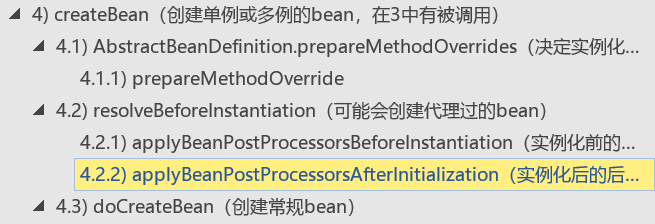 4) createBean（创建单例或多例的bean，在3中有被调用）
4.1) AbstractBeanDefinition.prepareMethodOverrides（决定实例化...
4.1.1) prepareMethodOverride
4.2) resolveBeforeInstantiation（可能会创建代理过的bean）
4.2.1) applyBeanPostProcessorsBeforeInstantiation（实例化前的...
4.2.2) applyBeanPostProcessorsAfterInitialization（实例化后的后...
4.3) doCreateBean（创建常规bean）